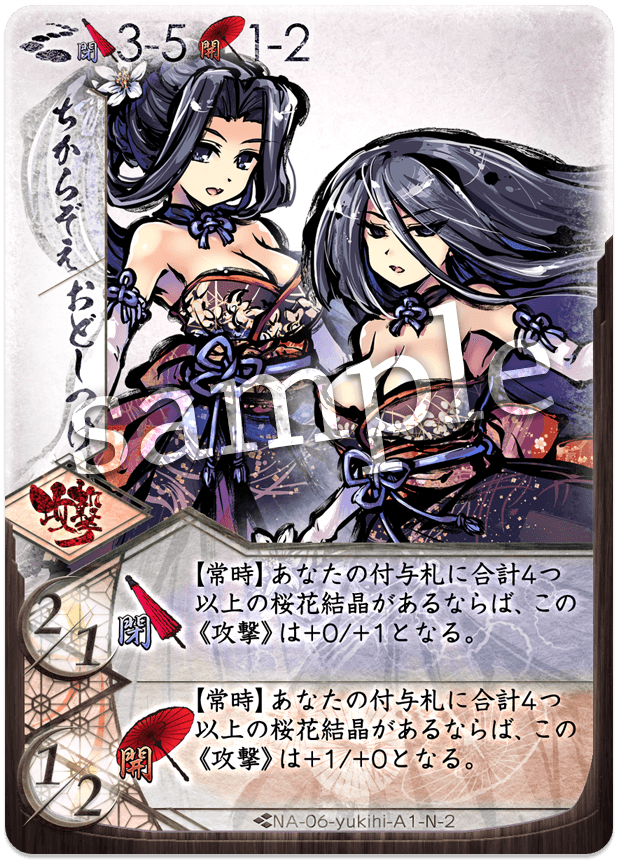 閉 3-5 開 1-2
ちからぞえ/おどしつけ
sample
攻撃
2/1
閉
【常時】あなたの付与札に合計4つ
以上の桜花結晶があるならば、この
《攻撃》は+0/+1となる。
1/2
開
【常時】あなたの付与札に合計4つ
以上の桜花結晶があるならば、この
《攻撃》は+1/+0となる。
NA-06-yukihi-A1-N-2